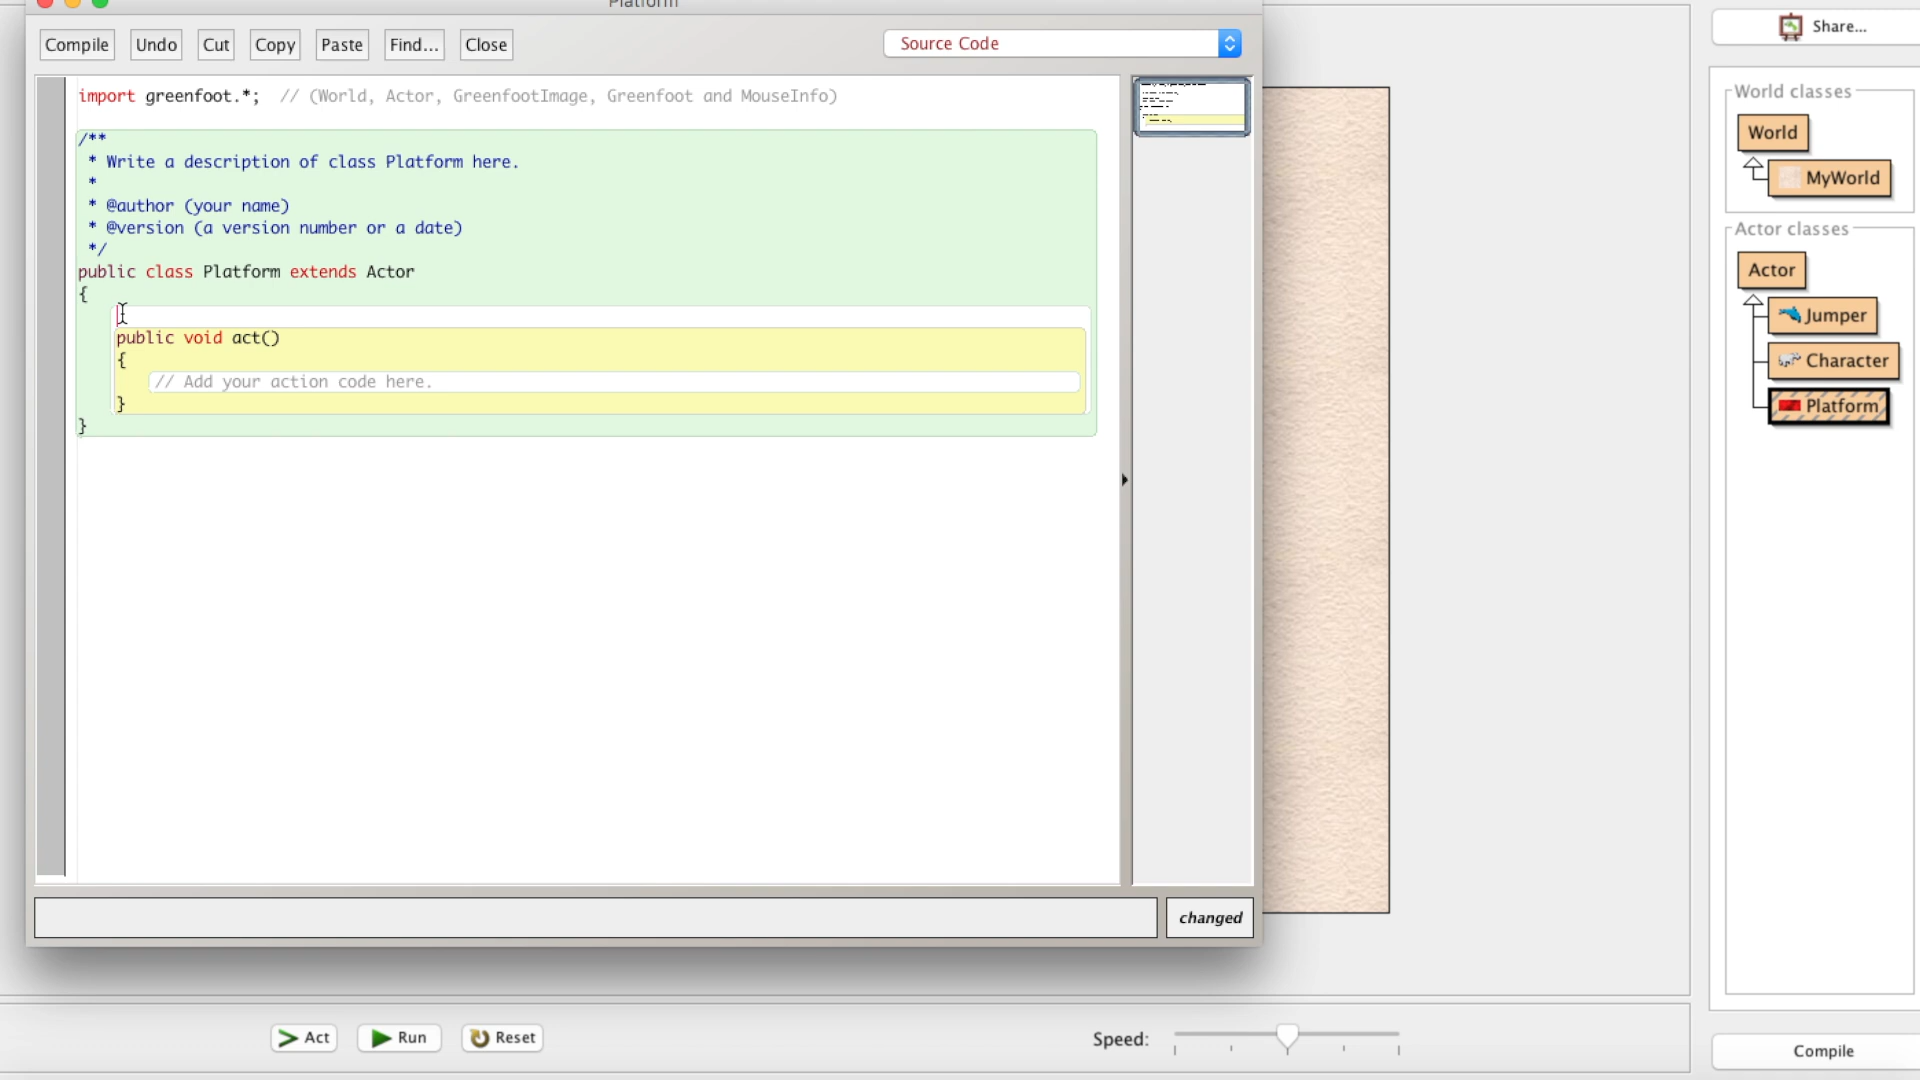 Platform
Compile Undo Cut Copy Paste Find... Close Source Code
import greenfoot.*;  // (World, Actor, GreenfootImage, Greenfoot and MouseInfo)
/**
 * Write a description of class Platform here.
 *
 * @author (your name)
 * @version (a version number or a date)
 */
public class Platform extends Actor
{
    public void act()
    {
        // Add your action code here.
    }
}
changed
Share...
World classes
World
MyWorld
Actor classes
Actor
Jumper
Character
Platform
Act Run Reset Speed:
Compile